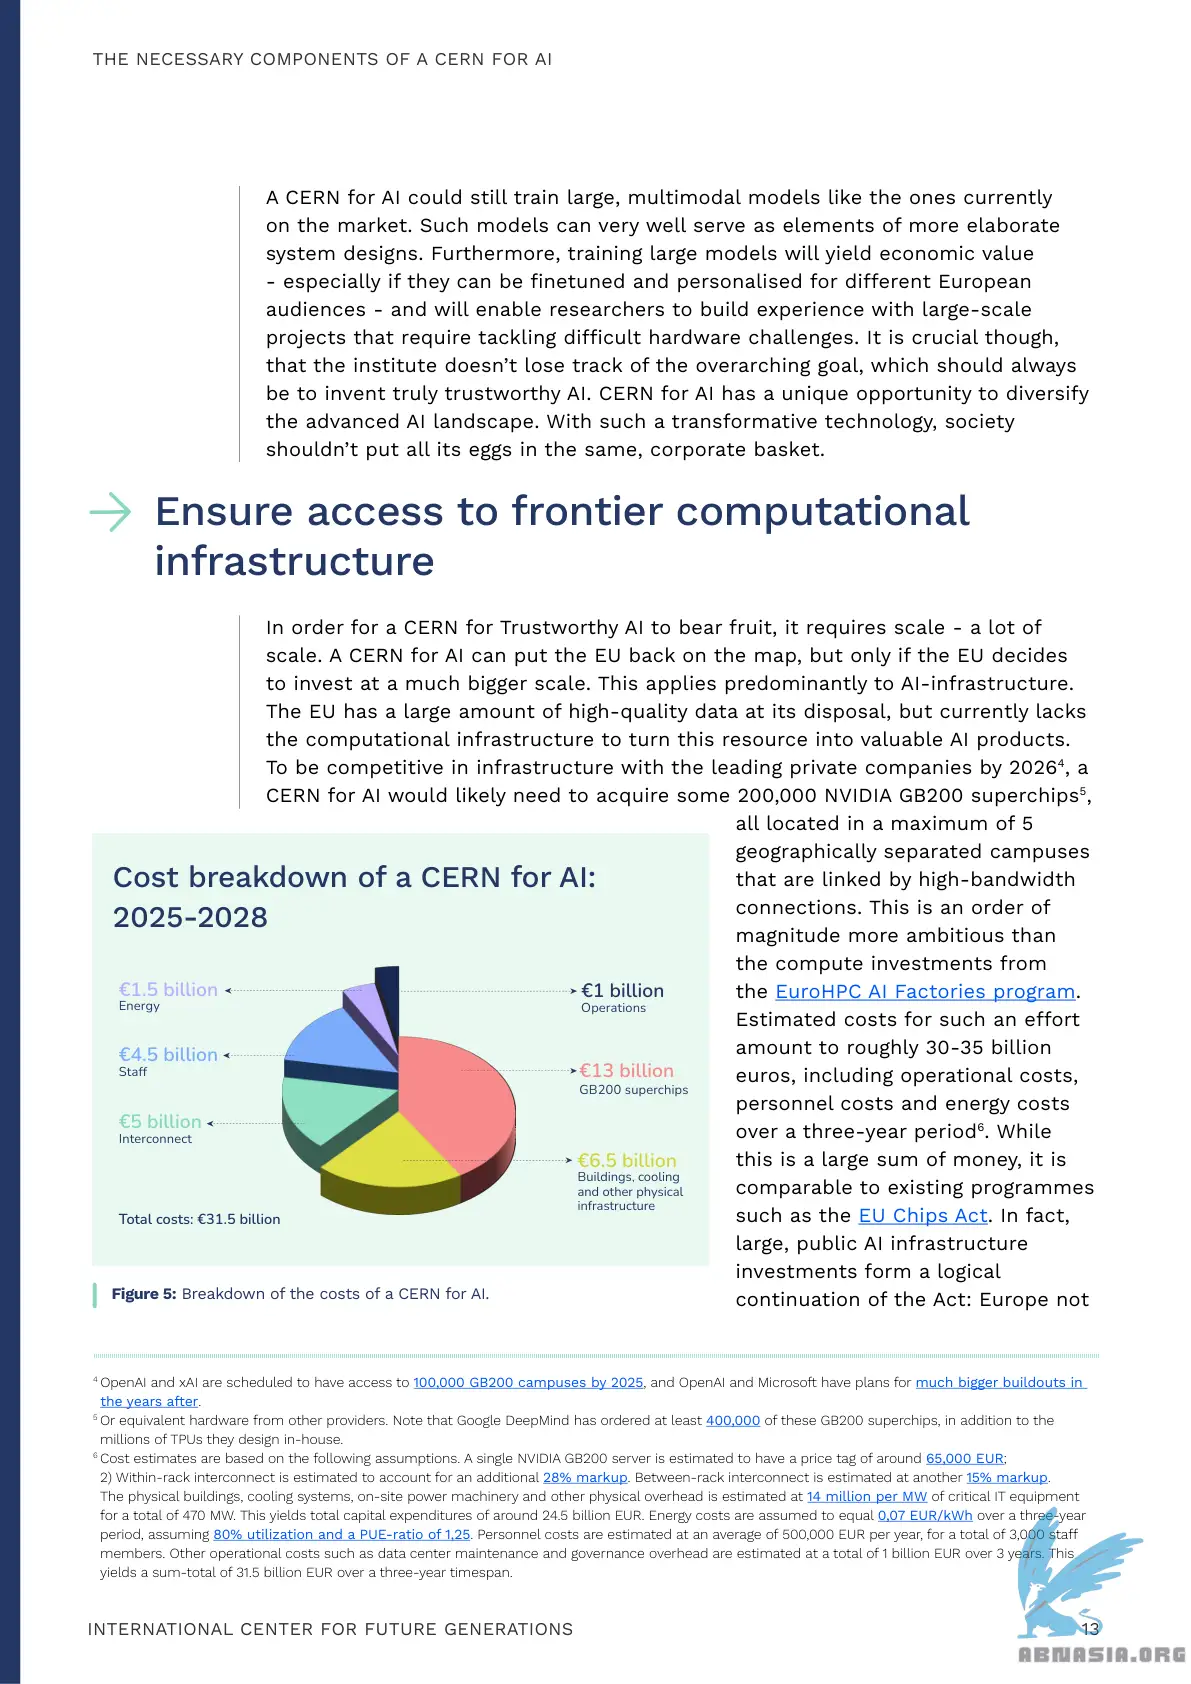 THE NECESSARY COMPONENTS OF A CERN FOR AI
A CERN for AI could still train large, multimodal models like the ones currently
on the market. Such models can very well serve as elements of more elaborate
system designs. Furthermore, training large models will yield economic value
- especially if they can be finetuned and personalised for different European
audiences - and will enable researchers to build experience with large-scale
projects that require tackling difficult hardware challenges. It is crucial though,
that the institute doesn’t lose track of the overarching goal, which should always
be to invent truly trustworthy AI. CERN for AI has a unique opportunity to diversify
the advanced AI landscape. With such a transformative technology, society
shouldn’t put all its eggs in the same, corporate basket.
Ensure access to frontier computational
infrastructure
In order for a CERN for Trustworthy AI to bear fruit, it requires scale - a lot of
scale. A CERN for AI can put the EU back on the map, but only if the EU decides
to invest at a much bigger scale. This applies predominantly to AI-infrastructure.
The EU has a large amount of high-quality data at its disposal, but currently lacks
the computational infrastructure to turn this resource into valuable AI products.
To be competitive in infrastructure with the leading private companies by 2026⁴, a
CERN for AI would likely need to acquire some 200,000 NVIDIA GB200 superchips⁵,
all located in a maximum of 5
geographically separated campuses
that are linked by high-bandwidth
connections. This is an order of
magnitude more ambitious than
the compute investments from
the EuroHPC AI Factories program.
Estimated costs for such an effort
amount to roughly 30-35 billion
euros, including operational costs,
personnel costs and energy costs
over a three-year period⁶. While
this is a large sum of money, it is
comparable to existing programmes
such as the EU Chips Act. In fact,
large, public AI infrastructure
investments form a logical
continuation of the Act: Europe not
Cost breakdown of a CERN for AI:
2025-2028
€1.5 billion
Energy
€4.5 billion
Staff
€5 billion
Interconnect
€1 billion
Operations
€13 billion
GB200 superchips
€6.5 billion
Buildings, cooling
and other physical
infrastructure
Total costs: €31.5 billion
Figure 5: Breakdown of the costs of a CERN for AI.
⁴ OpenAI and xAI are scheduled to have access to 100,000 GB200 campuses by 2025, and OpenAI and Microsoft have plans for much bigger buildouts in
the years after.
⁵ Or equivalent hardware from other providers. Note that Google DeepMind has ordered at least 400,000 of these GB200 superchips, in addition to the
millions of TPUs they design in-house.
⁶ Cost estimates are based on the following assumptions. A single NVIDIA GB200 server is estimated to have a price tag of around 65,000 EUR;
2) Within-rack interconnect is estimated to account for an additional 28% markup. Between-rack interconnect is estimated at another 15% markup.
The physical buildings, cooling systems, on-site power machinery and other physical overhead is estimated at 14 million per MW of critical IT equipment
for a total of 470 MW. This yields total capital expenditures of around 24.5 billion EUR. Energy costs are assumed to equal 0,07 EUR/kWh over a three-year
period, assuming 80% utilization and a PUE-ratio of 1,25. Personnel costs are estimated at an average of 500,000 EUR per year, for a total of 3,000 staff
members. Other operational costs such as data center maintenance and governance overhead are estimated at a total of 1 billion EUR over 3 years. This
yields a sum-total of 31.5 billion EUR over a three-year timespan.
INTERNATIONAL CENTER FOR FUTURE GENERATIONS
13
ABNASIA.ORG